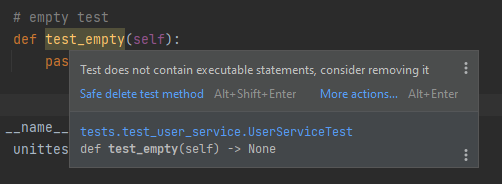 # empty test
def test_empty(self):
pas
Test does not contain executable statements, consider removing it
Safe delete test method Alt+Shift+Enter More actions... Alt+Enter
tests.test_user_service.UserServiceTest
def test_empty(self) -> None
__name__
unittes